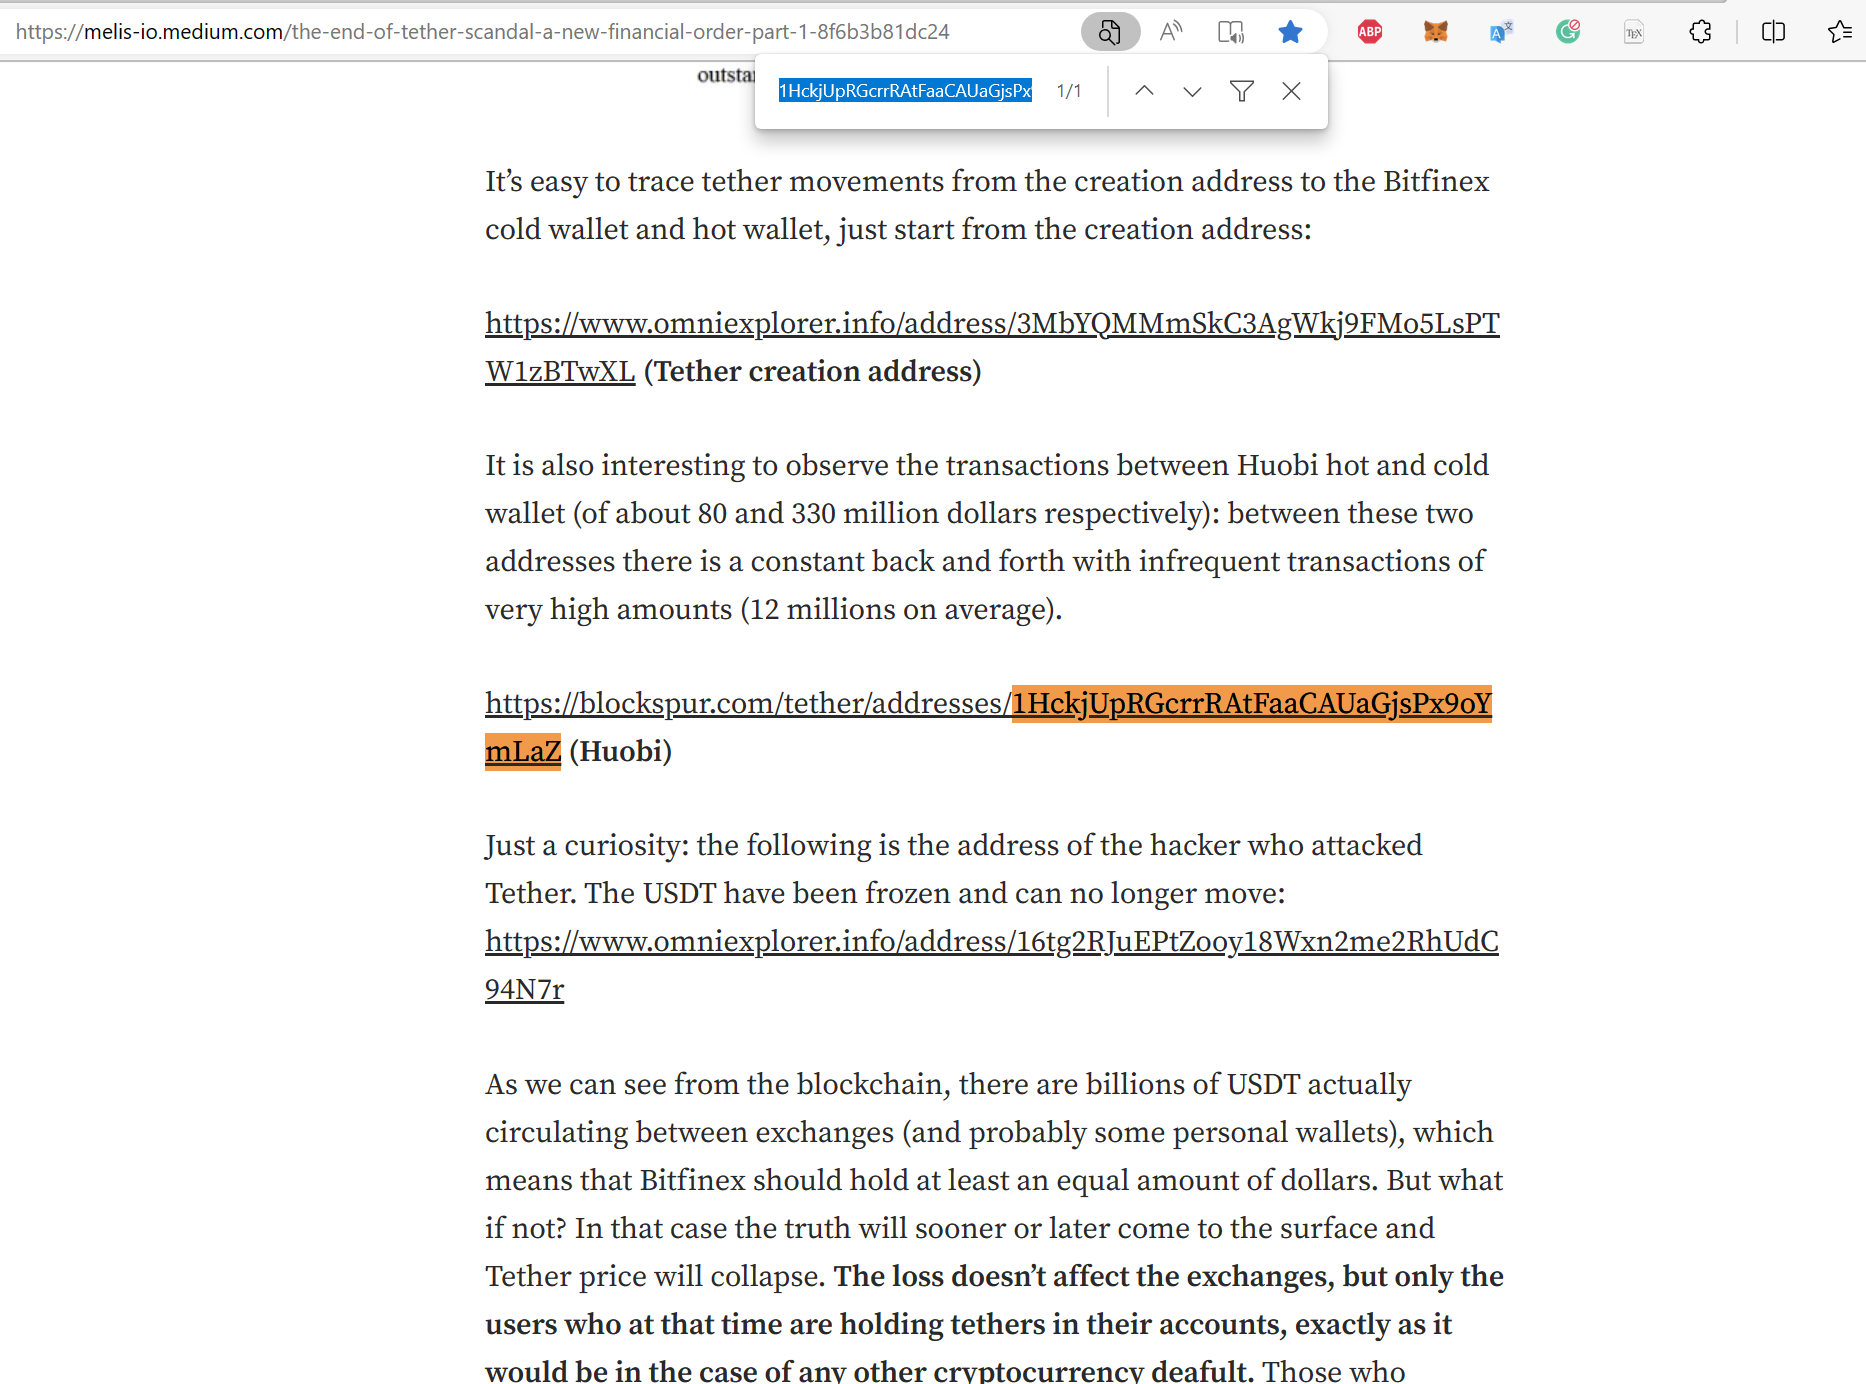 https://melis-io.medium.com/the-end-of-tether-scandal-a-new-financial-order-part-1-8f6b3b81dc24
ABP
TEX
1HckjUpRGcrrRAtFaaCAUaGjsPx
1/1
It’s easy to trace tether movements from the creation address to the Bitfinex
cold wallet and hot wallet, just start from the creation address:
https://www.omniexplorer.info/address/3MbYQMMmSkC3AgWkj9FMo5LsPT
W1zBTwXL (Tether creation address)
It is also interesting to observe the transactions between Huobi hot and cold
wallet (of about 80 and 330 million dollars respectively): between these two
addresses there is a constant back and forth with infrequent transactions of
very high amounts (12 millions on average).
https://blockspur.com/tether/addresses/1HckjUpRGcrrRAtFaaCAUaGjsPx9oY
mLaZ (Huobi)
Just a curiosity: the following is the address of the hacker who attacked
Tether. The USDT have been frozen and can no longer move:
https://www.omniexplorer.info/address/16tg2RJuEPtZooy18Wxn2me2RhUdC
94N7r
As we can see from the blockchain, there are billions of USDT actually
circulating between exchanges (and probably some personal wallets), which
means that Bitfinex should hold at least an equal amount of dollars. But what
if not? In that case the truth will sooner or later come to the surface and
Tether price will collapse. The loss doesn’t affect the exchanges, but only the
users who at that time are holding tethers in their accounts, exactly as it
would be in the case of any other cryptocurrency deafult. Those who